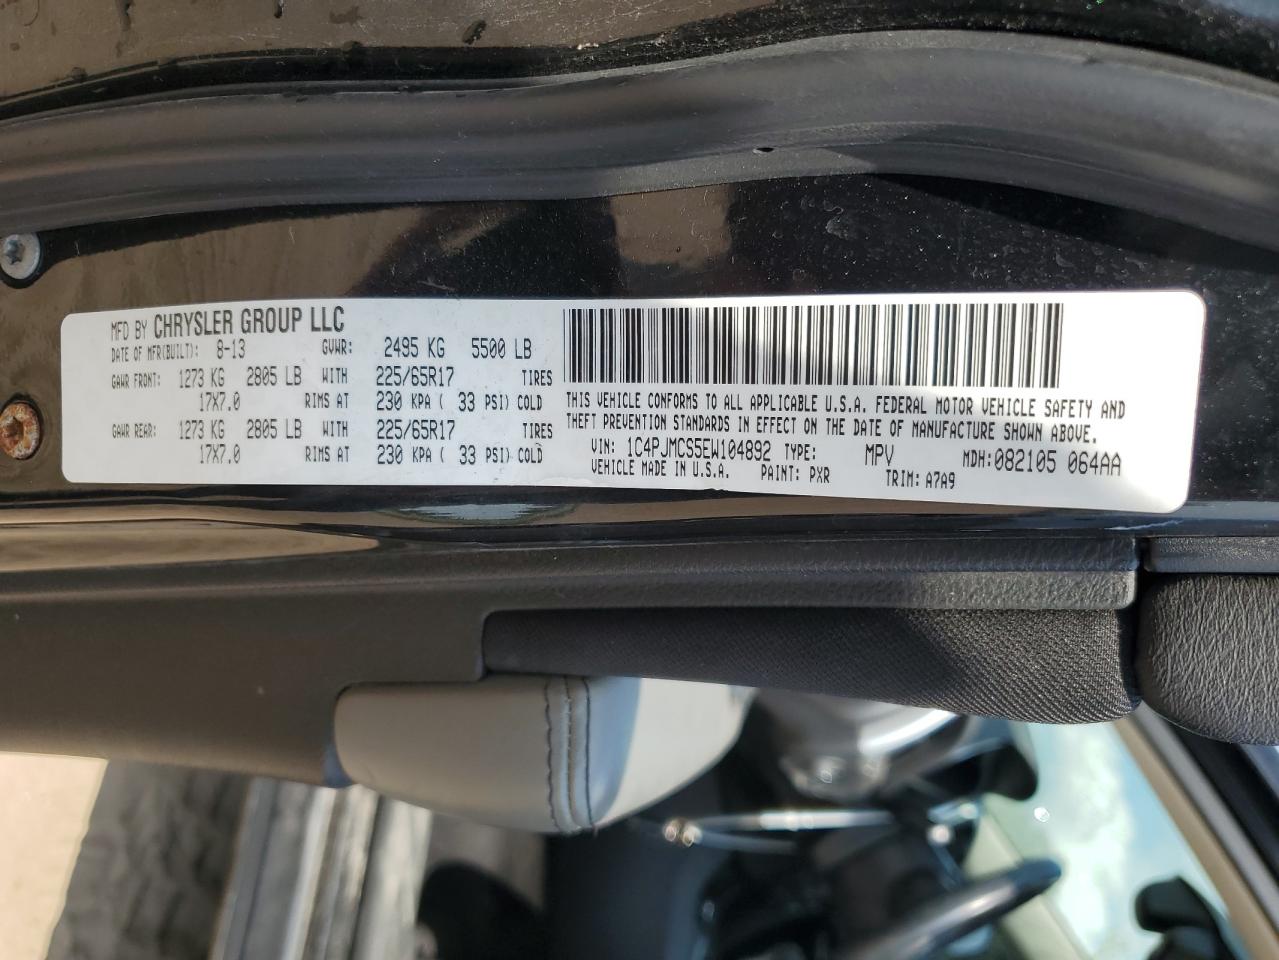 MFD BY CHRYSLER GROUP LLC
DATE OF MFR(BUILT): 8-13 GVWR: 2495 KG 5500 LB
GAWR FRONT: 1273 KG 2805 LB WITH 225/65R17 TIRES
17X7.0 RIMS AT 230 KPA ( 33 PSI) COLD
GAWR REAR: 1273 KG 2805 LB WITH 225/65R17 TIRES
17X7.0 RIMS AT 230 KPA ( 33 PSI) COLD
THIS VEHICLE CONFORMS TO ALL APPLICABLE U.S.A. FEDERAL MOTOR VEHICLE SAFETY AND
THEFT PREVENTION STANDARDS IN EFFECT ON THE DATE OF MANUFACTURE SHOWN ABOVE.
VIN: 1C4PJMCS5EW104892 TYPE: MPV MDH:082105 064AA
VEHICLE MADE IN U.S.A. PAINT: PXR TRIM: A7A9